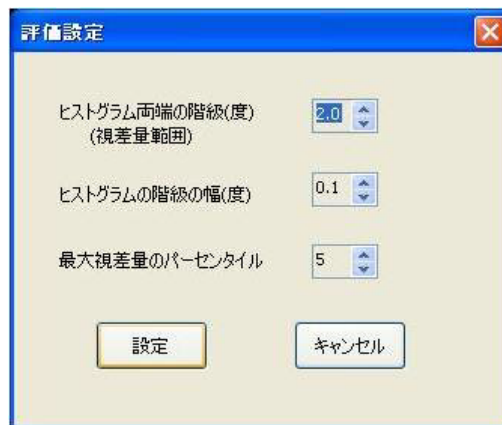 評価設定
ヒストグラム両端の階級(度)
(視差量範囲)
2.0
ヒストグラムの階級の幅(度)
0.1
最大視差量のパーセンタイル
5
設定
キャンセル